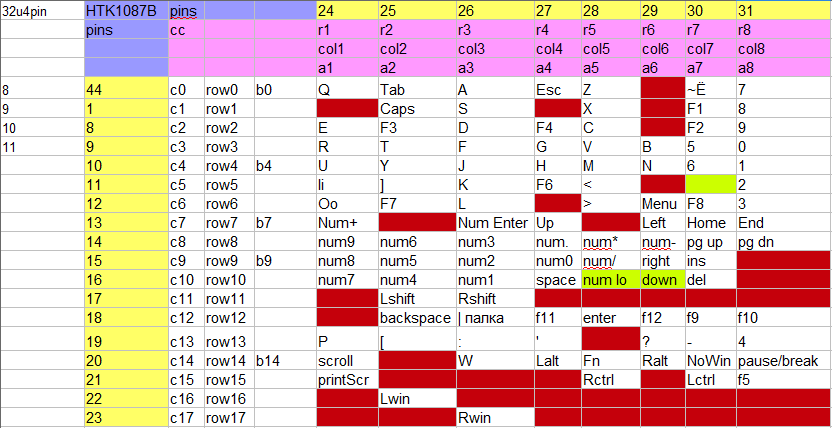 32u4pin HTK1087B pins 24 25 26 27 28 29 30 31
pins cc r1 r2 r3 r4 r5 r6 r7 r8
col1 col2 col3 col4 col5 col6 col7 col8
a1 a2 a3 a4 a5 a6 a7 a8
8 44 c0 row0 b0 Q Tab A Esc Z ~Ё 7
9 1 c1 row1 Caps S X F1 8
10 8 c2 row2 E F3 D F4 C F2 9
11 9 c3 row3 R T F G V B 5 0
10 c4 row4 b4 U Y J H M N 6 1
11 c5 row5 Ii ] K F6 < 2
12 c6 row6 Oo F7 L > Menu F8 3
13 c7 row7 b7 Num+ Num Enter Up Left Home End
14 c8 row8 num9 num6 num3 num. num* num- pg up pg dn
15 c9 row9 b9 num8 num5 num2 num0 num/ right ins
16 c10 row10 num7 num4 num1 space num lo down del
17 c11 row11 Lshift Rshift
18 c12 row12 backspace | папка f11 enter f12 f9 f10
19 c13 row13 P [ : ' ? - 4
20 c14 row14 b14 scroll W Lalt Fn Ralt NoWin pause/break
21 c15 row15 printScr Rctrl Lctrl f5
22 c16 row16 Lwin
23 c17 row17 Rwin